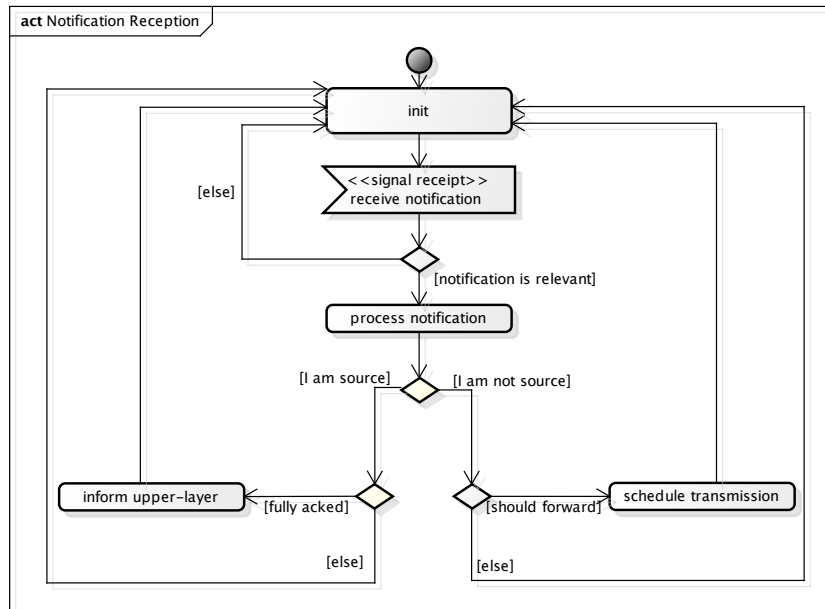 act Notification Reception
init
<<signal receipt>>
receive notification
[else]
[notification is relevant]
process notification
[I am source]
[I am not source]
inform upper-layer
[fully acked]
[should forward]
schedule transmission
[else]
[else]